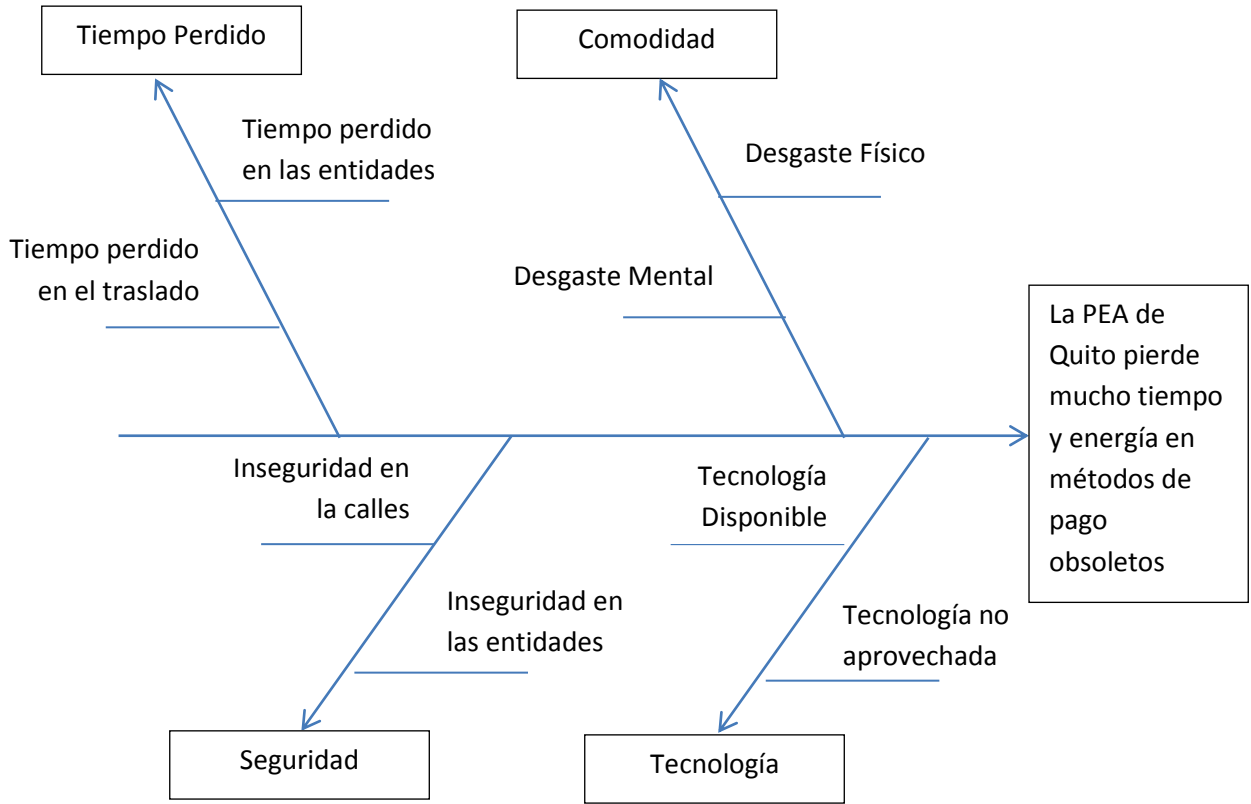 Tiempo Perdido
Comodidad
Tiempo perdido
en las entidades
Desgaste Físico
Tiempo perdido
en el traslado
Desgaste Mental
La PEA de
Quito pierde
mucho tiempo
y energía en
métodos de
pago
obsoletos
Inseguridad en
la calles
Tecnología
Disponible
Inseguridad en
las entidades
Tecnología no
aprovechada
Seguridad
Tecnología